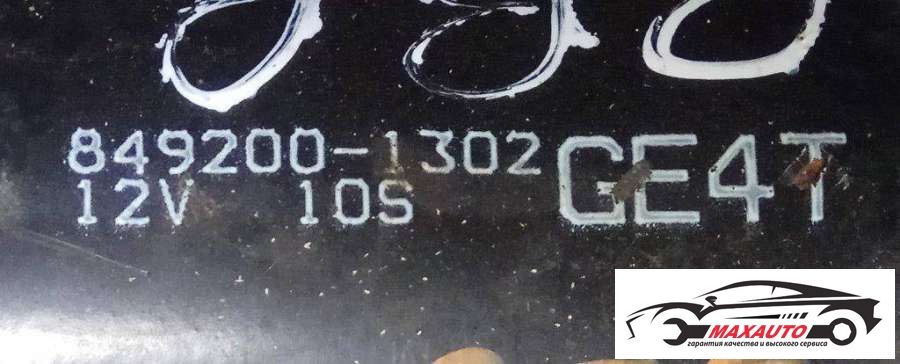 849200-1302 GE4T
12V 10S
MAXAUTO
гарантия качества и высокого сервиса